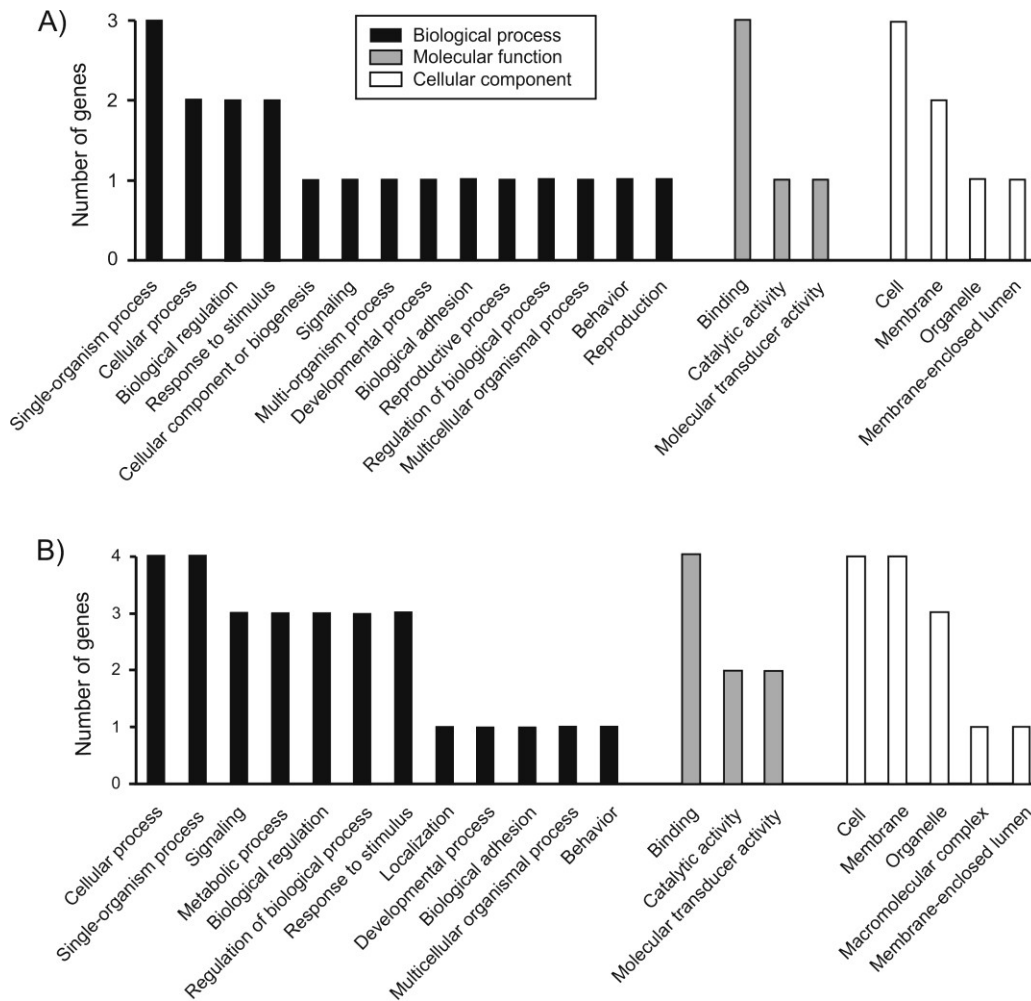 A)
Number of genes
3
2
1
0
Biological process
Molecular function
Cellular component
Single-organism process
Cellular process
Biological regulation
Response to stimulus
Cellular component or biogenesis
Signaling
Multi-organism process
Developmental process
Biological adhesion
Reproductive process
Regulation of biological process
Multicellular organismal process
Behavior
Reproduction
Binding
Catalytic activity
Molecular transducer activity
Cell
Membrane
Organelle
Membrane-enclosed lumen
B)
Number of genes
4
3
2
1
0
Cellular process
Single-organism process
Signaling
Metabolic process
Biological regulation
Regulation of biological process
Response to stimulus
Localization
Developmental process
Biological adhesion
Multicellular organismal process
Behavior
Binding
Catalytic activity
Molecular transducer activity
Cell
Membrane
Organelle
Macromolecular complex
Membrane-enclosed lumen